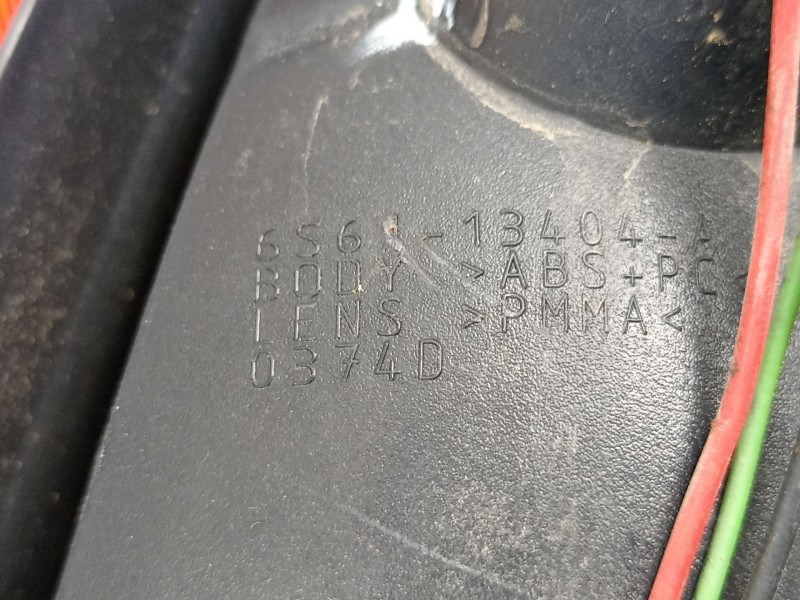 6S61-13404-A
BODY >ABS+PC<
LENS >PMMA<
0374D